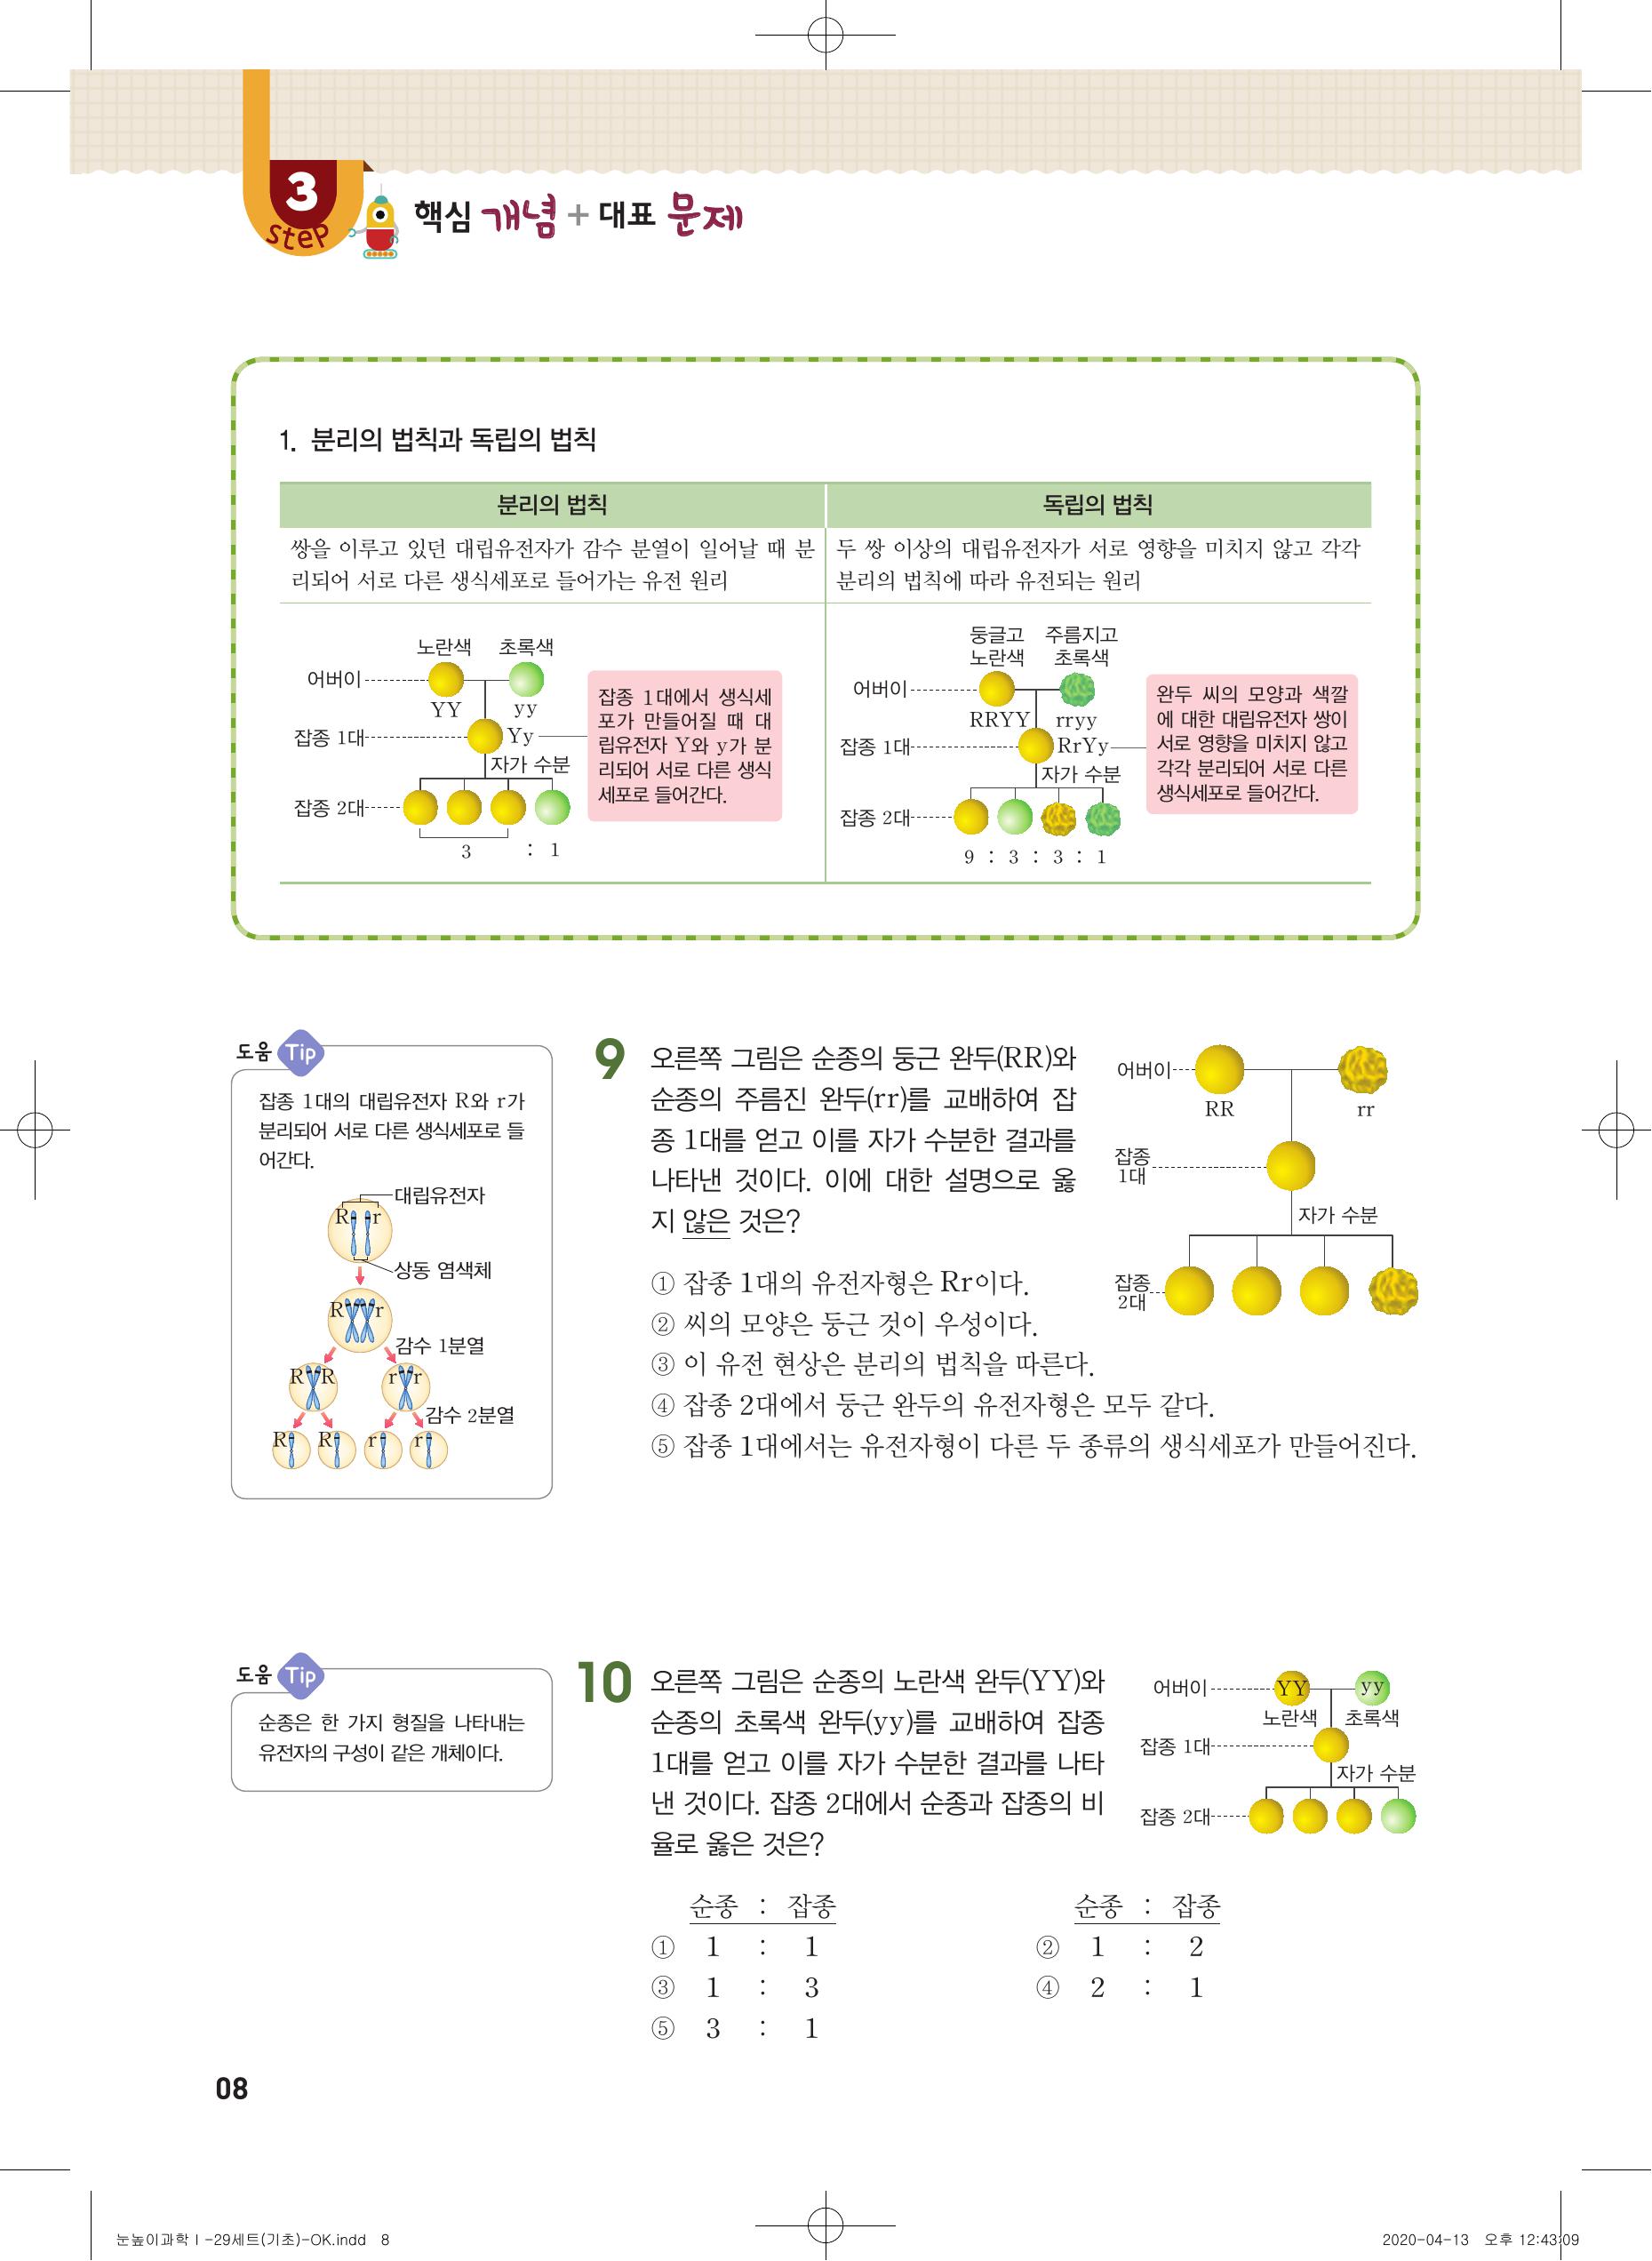 3
steP
핵심 개념 + 대표 문제
1. 분리의 법칙과 독립의 법칙
분리의 법칙
쌍을 이루고 있던 대립유전자가 감수 분열이 일어날 때 분
리되어 서로 다른 생식세포로 들어가는 유전 원리
노란색 초록색
어버이
YY yy
잡종 1대
Yy
자가 수분
잡종 2대
3 : 1
잡종 1대에서 생식세
포가 만들어질 때 대
립유전자 Y와 y가 분
리되어 서로 다른 생식
세포로 들어간다.
독립의 법칙
두 쌍 이상의 대립유전자가 서로 영향을 미치지 않고 각각
분리의 법칙에 따라 유전되는 원리
둥글고 주름지고
노란색 초록색
어버이
RRYY rryy
잡종 1대
RrYy
자가 수분
잡종 2대
9 : 3 : 3 : 1
완두 씨의 모양과 색깔
에 대한 대립유전자 쌍이
서로 영향을 미치지 않고
각각 분리되어 서로 다른
생식세포로 들어간다.
도움 Tip
잡종 1대의 대립유전자 R와 r가
분리되어 서로 다른 생식세포로 들
어간다.
대립유전자
R r
상동 염색체
R r
감수 1분열
R R r r
감수 2분열
R R r r
9
오른쪽 그림은 순종의 둥근 완두(RR)와
순종의 주름진 완두(rr)를 교배하여 잡
종 1대를 얻고 이를 자가 수분한 결과를
나타낸 것이다. 이에 대한 설명으로 옳
지 않은 것은?
어버이
RR rr
잡종
1대
자가 수분
잡종
2대
① 잡종 1대의 유전자형은 Rr이다.
② 씨의 모양은 둥근 것이 우성이다.
③ 이 유전 현상은 분리의 법칙을 따른다.
④ 잡종 2대에서 둥근 완두의 유전자형은 모두 같다.
⑤ 잡종 1대에서는 유전자형이 다른 두 종류의 생식세포가 만들어진다.
도움 Tip
순종은 한 가지 형질을 나타내는
유전자의 구성이 같은 개체이다.
10
오른쪽 그림은 순종의 노란색 완두(YY)와
순종의 초록색 완두(yy)를 교배하여 잡종
1대를 얻고 이를 자가 수분한 결과를 나타
낸 것이다. 잡종 2대에서 순종과 잡종의 비
율로 옳은 것은?
어버이 YY yy
노란색 초록색
잡종 1대
자가 수분
잡종 2대
순종 : 잡종 순종 : 잡종
① 1 : 1 ② 1 : 2
③ 1 : 3 ④ 2 : 1
⑤ 3 : 1
08
눈높이과학Ⅰ-29세트(기초)-OK.indd 8 2020-04-13 오후 12:43:09